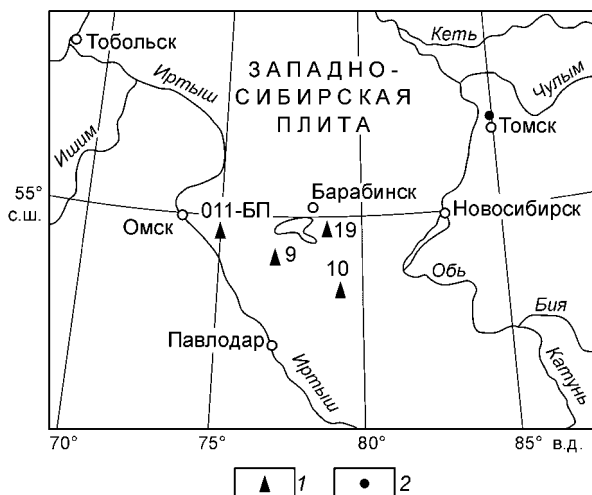 Тобольск
Кеть
Иртыш
ЗАПАДНО-
СИБИРСКАЯ
ПЛИТА
Чулым
Томск
Ишим
55°
с.ш.
Барабинск
011-БП
Омск
Новосибирск
19
9
10
Обь
Бия
Павлодар
Катунь
Иртыш
70°
75°
80°
85°
в.д.
1
2